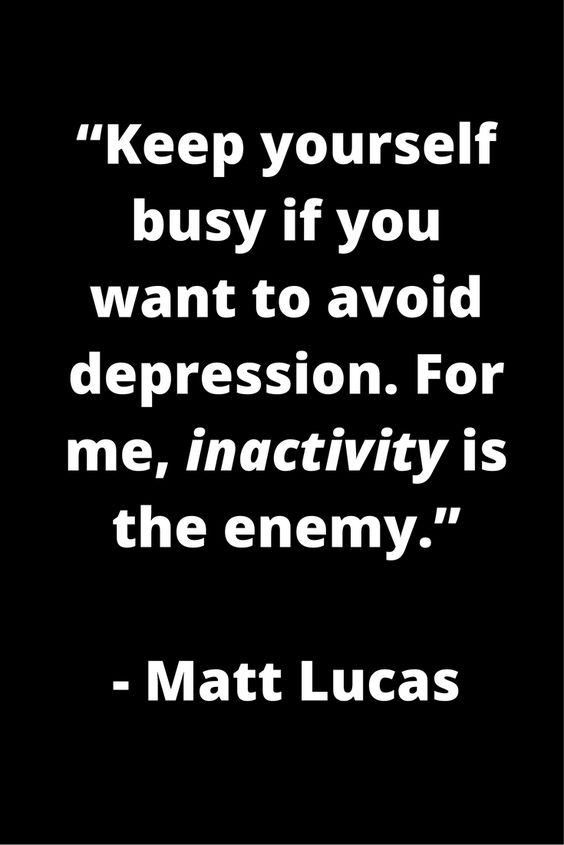 “Keep yourself
busy if you
want to avoid
depression. For
me, inactivity is
the enemy.”
- Matt Lucas